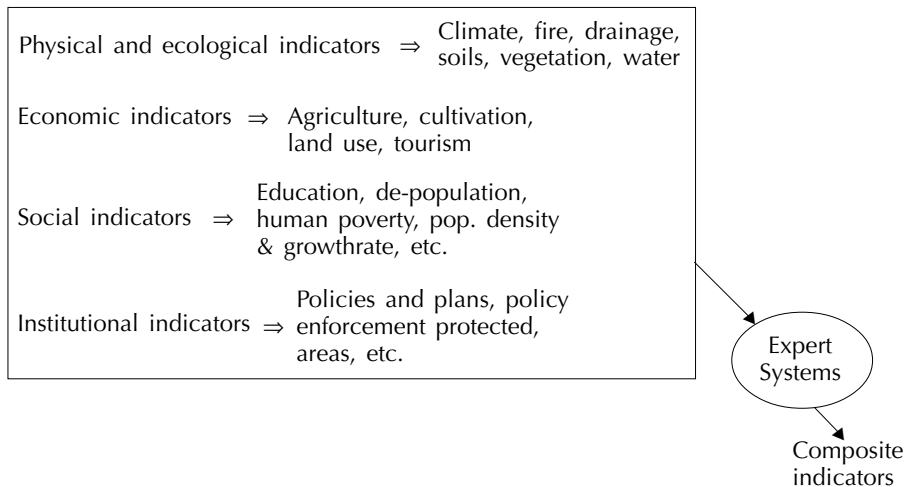 Physical and ecological indicators ⇒ Climate, fire, drainage,
soils, vegetation, water
Economic indicators ⇒ Agriculture, cultivation,
land use, tourism
Education, de-population,
Social indicators ⇒ human poverty, pop. density
& growthrate, etc.
Policies and plans, policy
Institutional indicators ⇒ enforcement protected,
areas, etc.
Expert
Systems
Composite
indicators